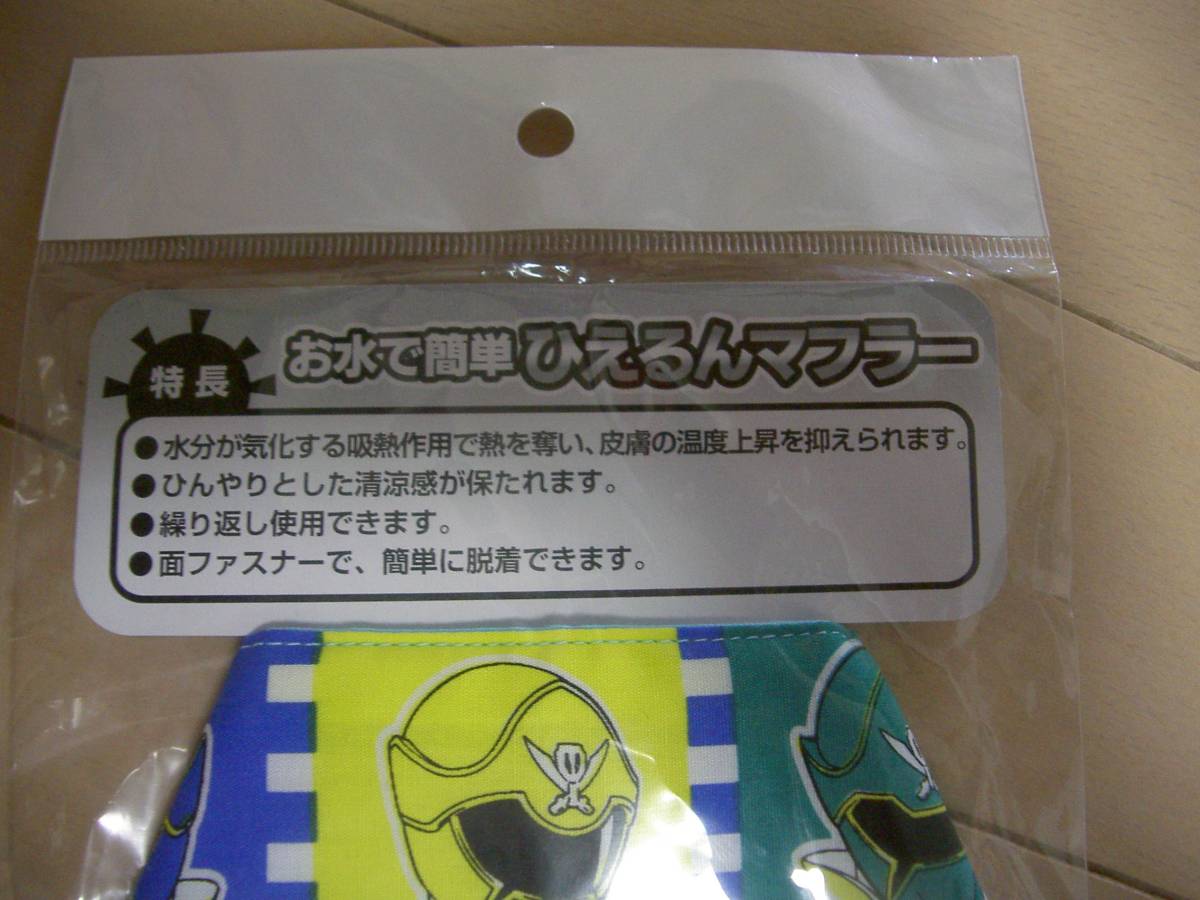 特長
お水で簡単ひえるんマフラー
●水分が気化する吸熱作用で熱を奪い、皮膚の温度上昇を抑えられます。
●ひんやりとした清涼感が保たれます。
●繰り返し使用できます。
●面ファスナーで、簡単に脱着できます。